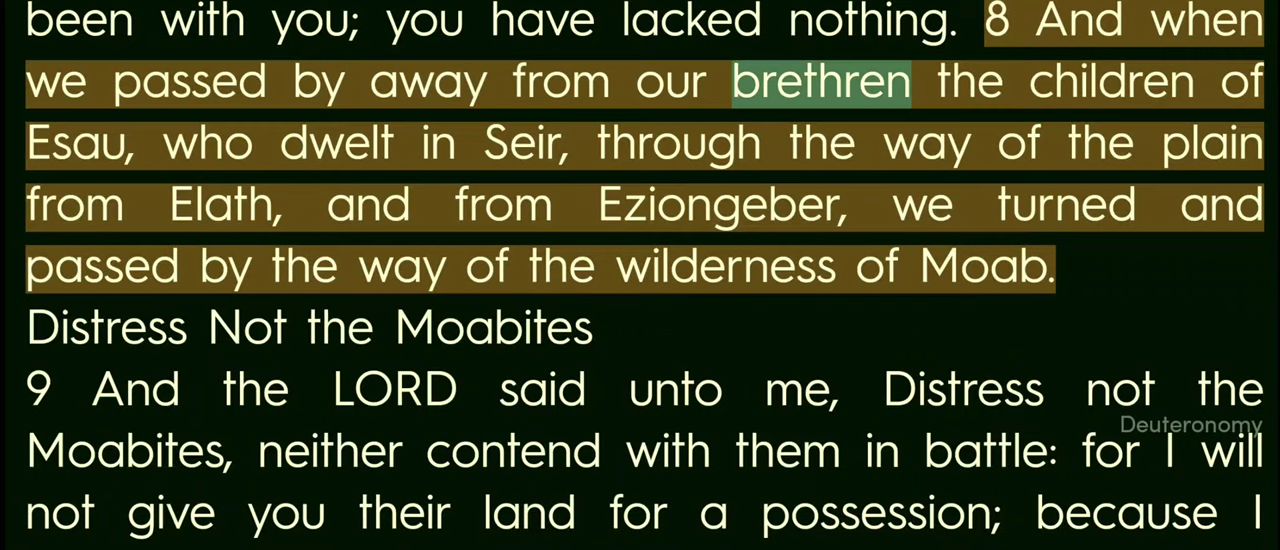 been with you; you have lacked nothing. 8 And when
we passed by away from our brethren the children of
Esau, who dwelt in Seir, through the way of the plain
from Elath, and from Eziongeber, we turned and
passed by the way of the wilderness of Moab.
Distress Not the Moabites
9 And the LORD said unto me, Distress not the
Deuteronomy
Moabites, neither contend with them in battle: for I will
not give you their land for a possession; because I